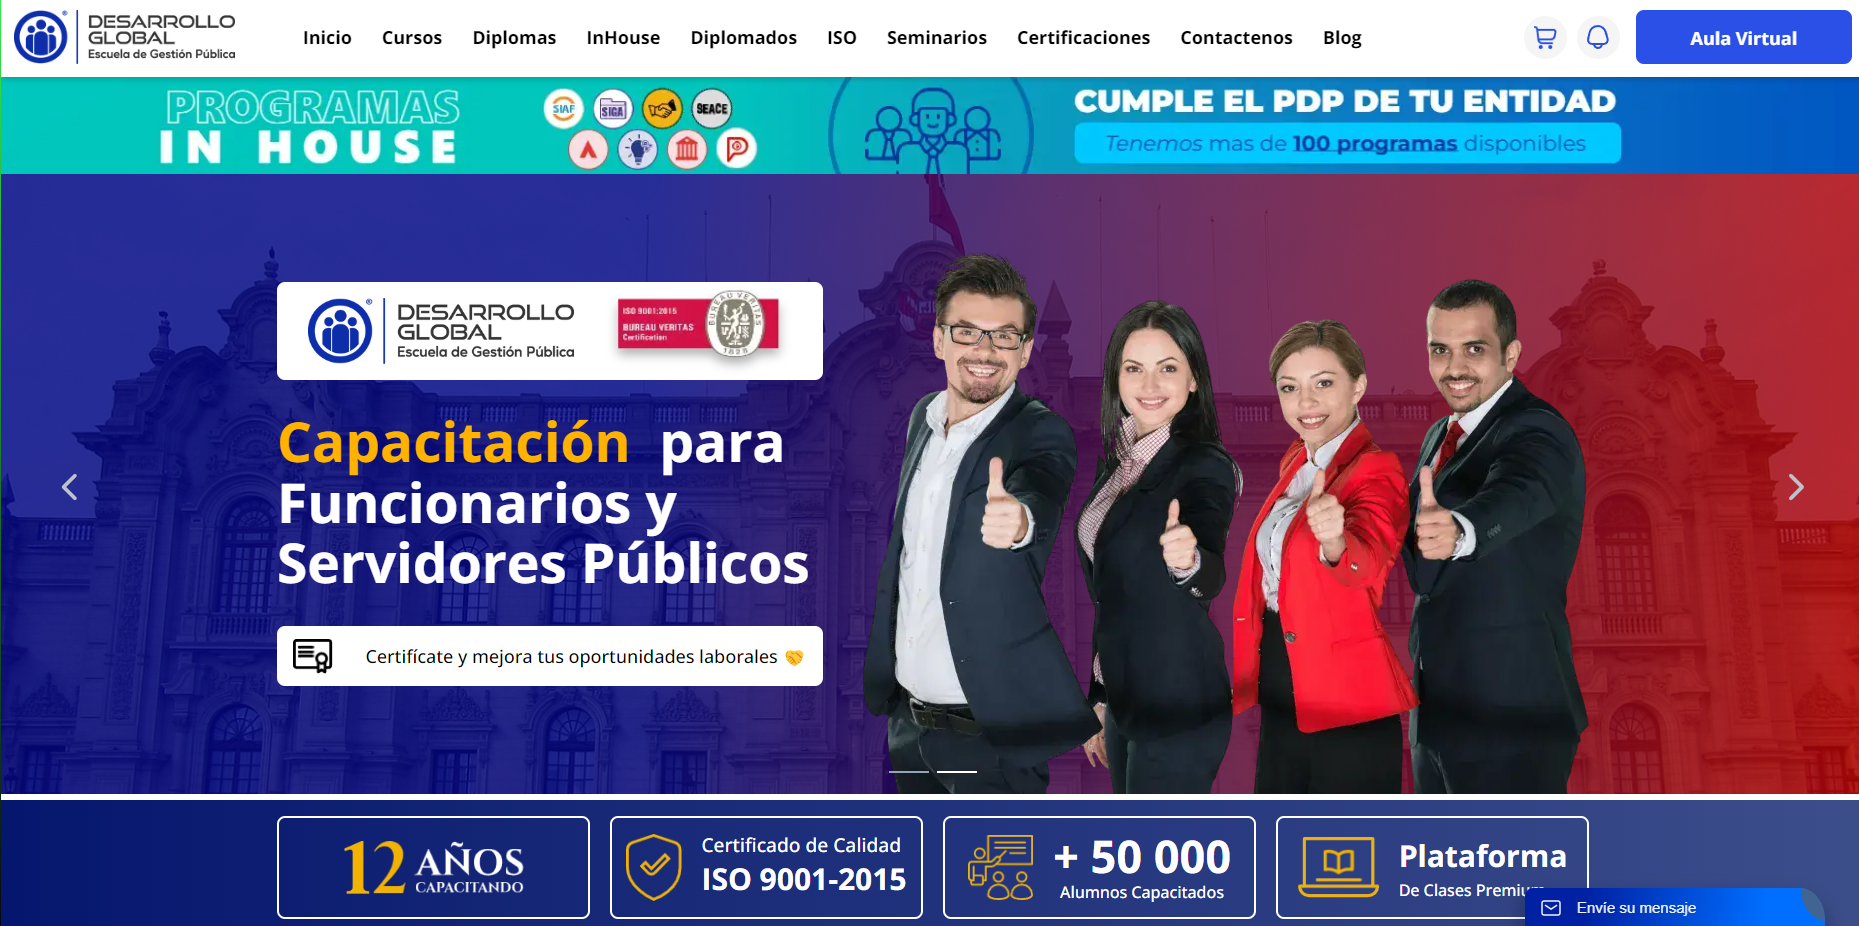 DESARROLLO
GLOBAL
Escuela de Gestión Pública
Inicio Cursos Diplomas InHouse Diplomados ISO Seminarios Certificaciones Contactenos Blog
Aula Virtual
PROGRAMAS
IN HOUSE
SIAF SIGA SEACE
CUMPLE EL PDP DE TU ENTIDAD
Tenemos mas de 100 programas disponibles
DESARROLLO
GLOBAL
Escuela de Gestión Pública
ISO 9001:2015
BUREAU VERITAS
Certification
BUREAU VERITAS
1828
Capacitación para
Funcionarios y
Servidores Públicos
Certifícate y mejora tus oportunidades laborales
12 AÑOS
CAPACITANDO
Certificado de Calidad
ISO 9001-2015
+ 50 000
Alumnos Capacitados
Plataforma
De Clases Premium
Envíe su mensaje